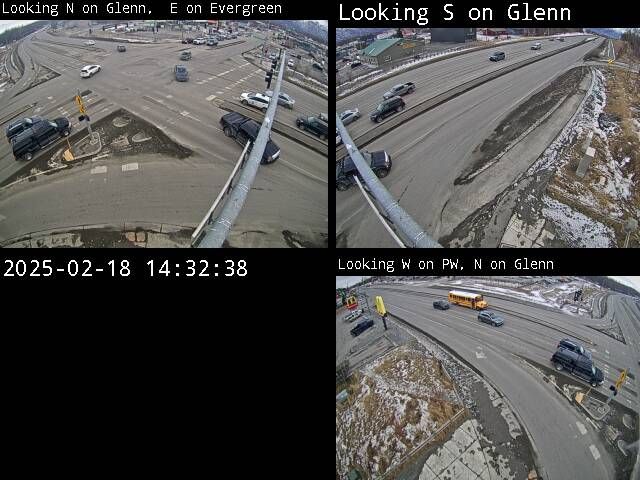 Looking N on Glenn, E on Evergreen
Looking S on Glenn
2025-02-18 14:32:38
Looking W on PW, N on Glenn